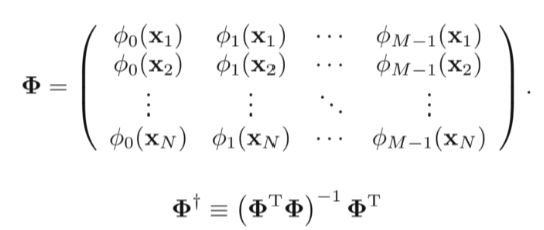 Φ = ( ϕ₀(x₁) ϕ₁(x₁) ⋯ ϕ_{M−1}(x₁)
ϕ₀(x₂) ϕ₁(x₂) ⋯ ϕ_{M−1}(x₂)
⋮ ⋮ ⋱ ⋮
ϕ₀(x_N) ϕ₁(x_N) ⋯ ϕ_{M−1}(x_N) ) .
Φ† ≡ (ΦᵀΦ)⁻¹ Φᵀ